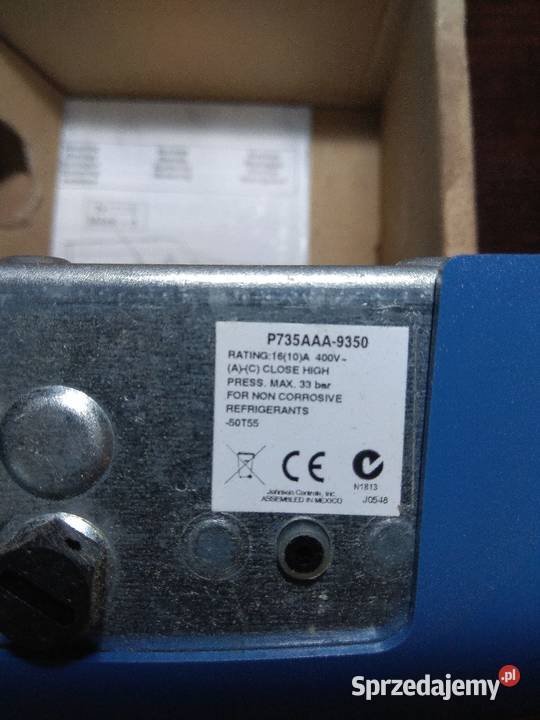 P735AAA-9350
RATING:16(10)A 400V~
(A)-(C) CLOSE HIGH
PRESS. MAX. 33 bar
FOR NON CORROSIVE
REFRIGERANTS
-50T55
CE
N1813
Johnson Controls, Inc.
ASSEMBLED IN MEXICO
J0548
Sprzedajemy.pl